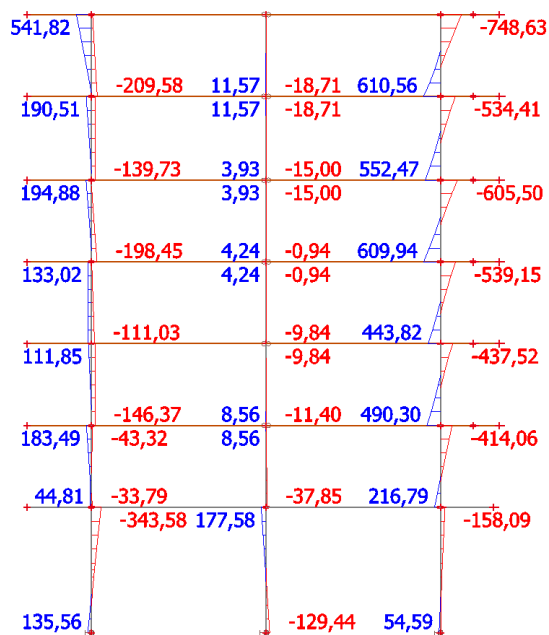 541,82 -748,63
-209,58 11,57 -18,71 610,56
190,51 11,57 -18,71 -534,41
-139,73 3,93 -15,00 552,47
194,88 3,93 -15,00 -605,50
-198,45 4,24 -0,94 609,94
133,02 4,24 -0,94 -539,15
-111,03 -9,84 443,82
111,85 -9,84 -437,52
-146,37 8,56 -11,40 490,30
183,49 -43,32 8,56 -414,06
44,81 -33,79 -37,85 216,79
-343,58 177,58 -158,09
135,56 -129,44 54,59